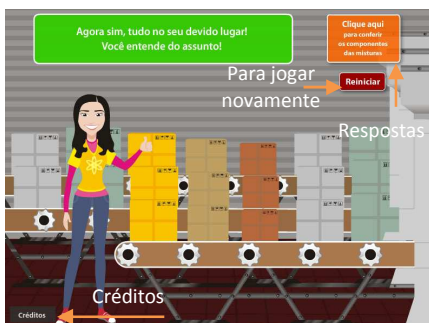 Agora sim, tudo no seu devido lugar!
Você entende do assunto!
Clique aqui
para conferir
os componentes
das misturas
Para jogar
novamente
Reiniciar
Respostas
Créditos
Créditos